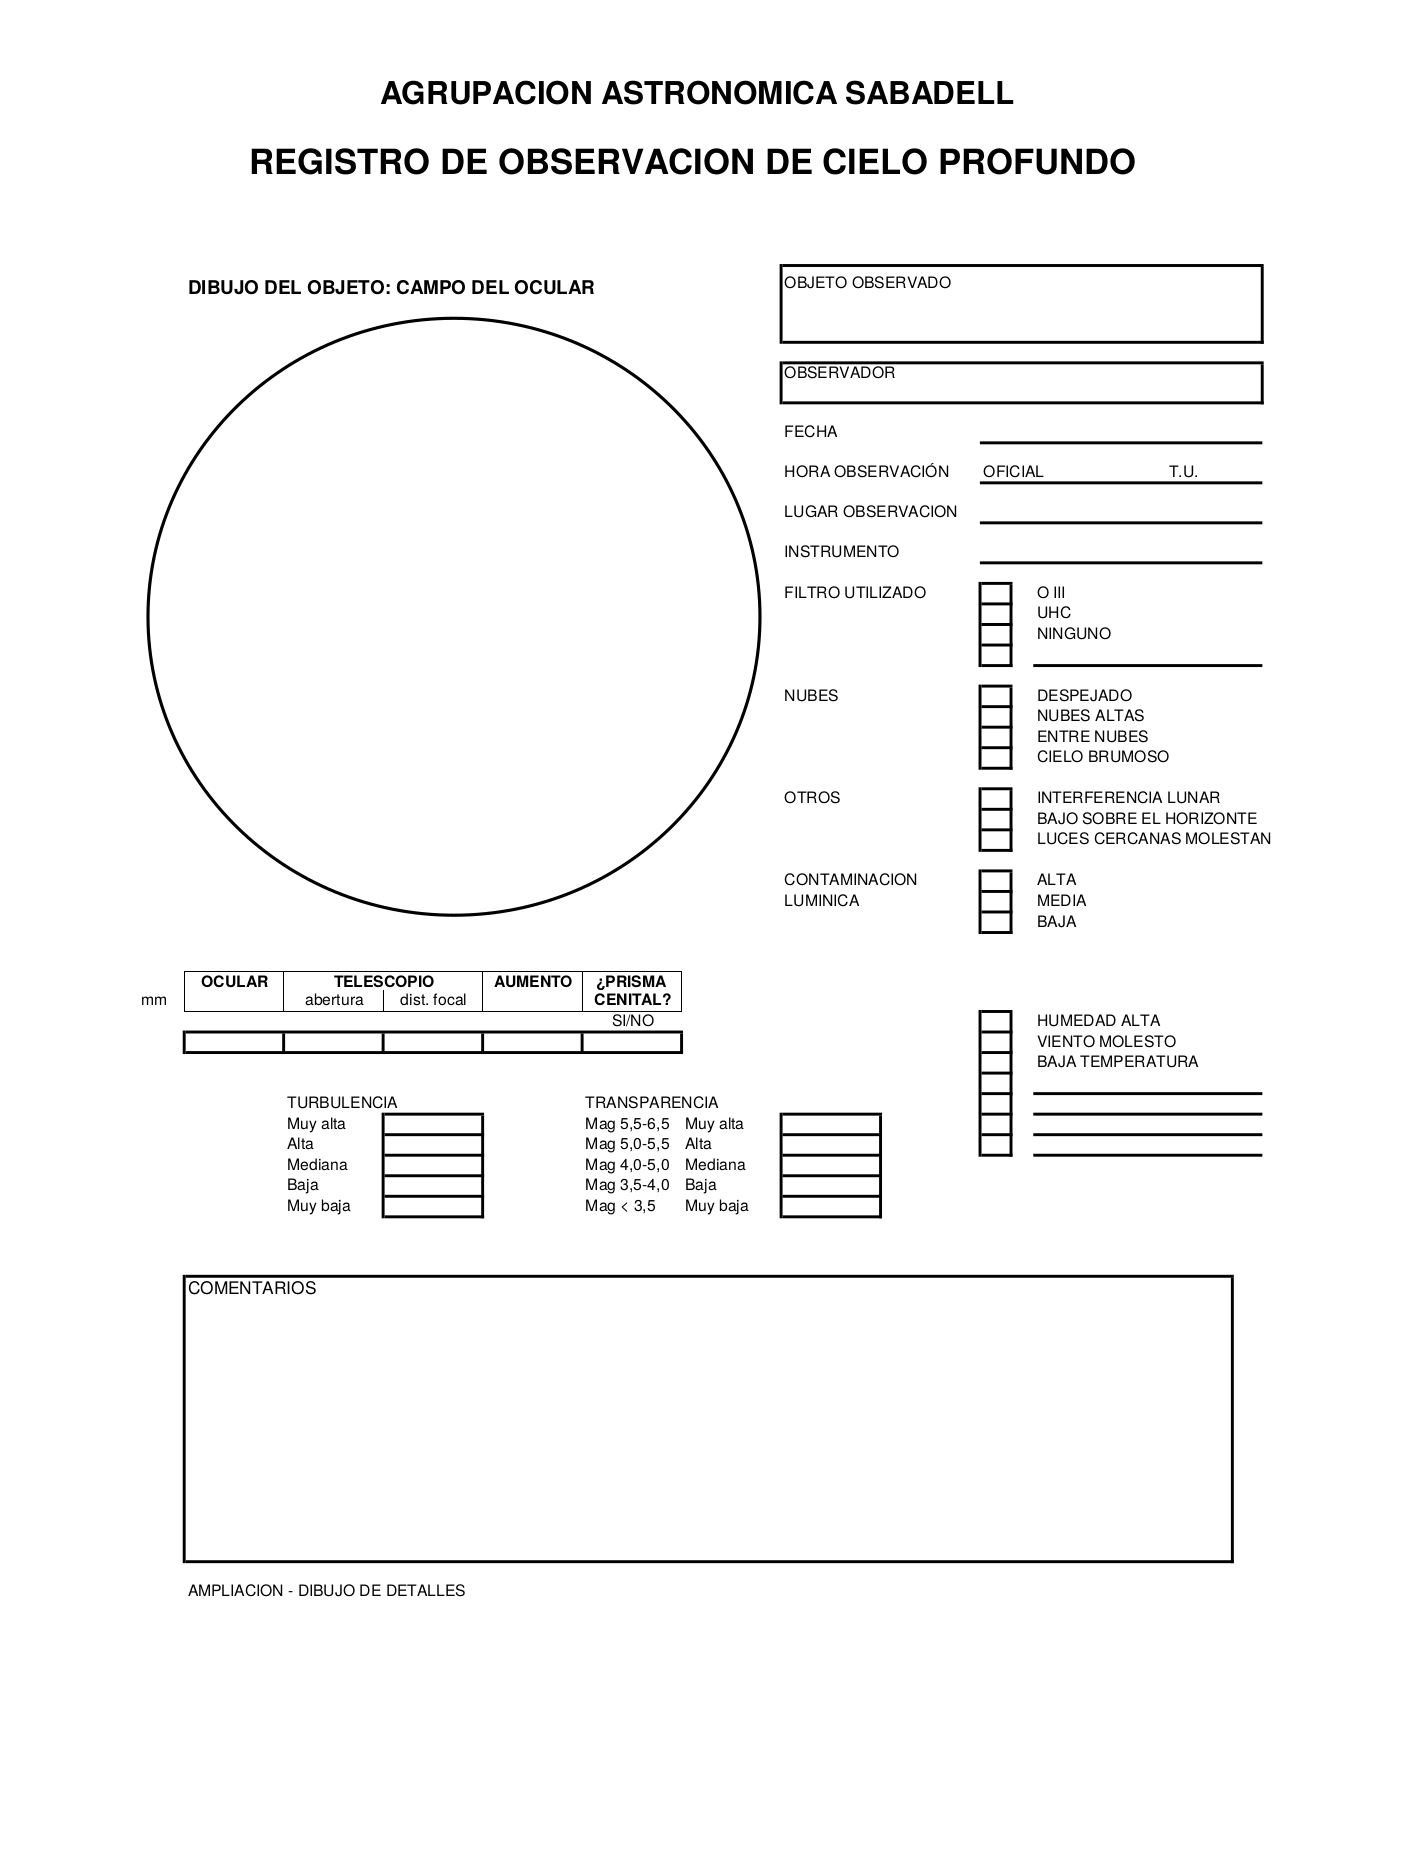 AGRUPACION ASTRONOMICA SABADELL
REGISTRO DE OBSERVACION DE CIELO PROFUNDO
DIBUJO DEL OBJETO: CAMPO DEL OCULAR
OBJETO OBSERVADO
OBSERVADOR
FECHA
HORA OBSERVACIÓN OFICIAL T.U.
LUGAR OBSERVACION
INSTRUMENTO
FILTRO UTILIZADO O III
UHC
NINGUNO
NUBES DESPEJADO
NUBES ALTAS
ENTRE NUBES
CIELO BRUMOSO
OTROS INTERFERENCIA LUNAR
BAJO SOBRE EL HORIZONTE
LUCES CERCANAS MOLESTAN
CONTAMINACION ALTA
LUMINICA MEDIA
BAJA
OCULAR TELESCOPIO AUMENTO ¿PRISMA
mm abertura dist. focal CENITAL?
SI/NO
HUMEDAD ALTA
VIENTO MOLESTO
BAJA TEMPERATURA
TURBULENCIA
Muy alta
Alta
Mediana
Baja
Muy baja
TRANSPARENCIA
Mag 5,5-6,5 Muy alta
Mag 5,0-5,5 Alta
Mag 4,0-5,0 Mediana
Mag 3,5-4,0 Baja
Mag < 3,5 Muy baja
COMENTARIOS
AMPLIACION - DIBUJO DE DETALLES